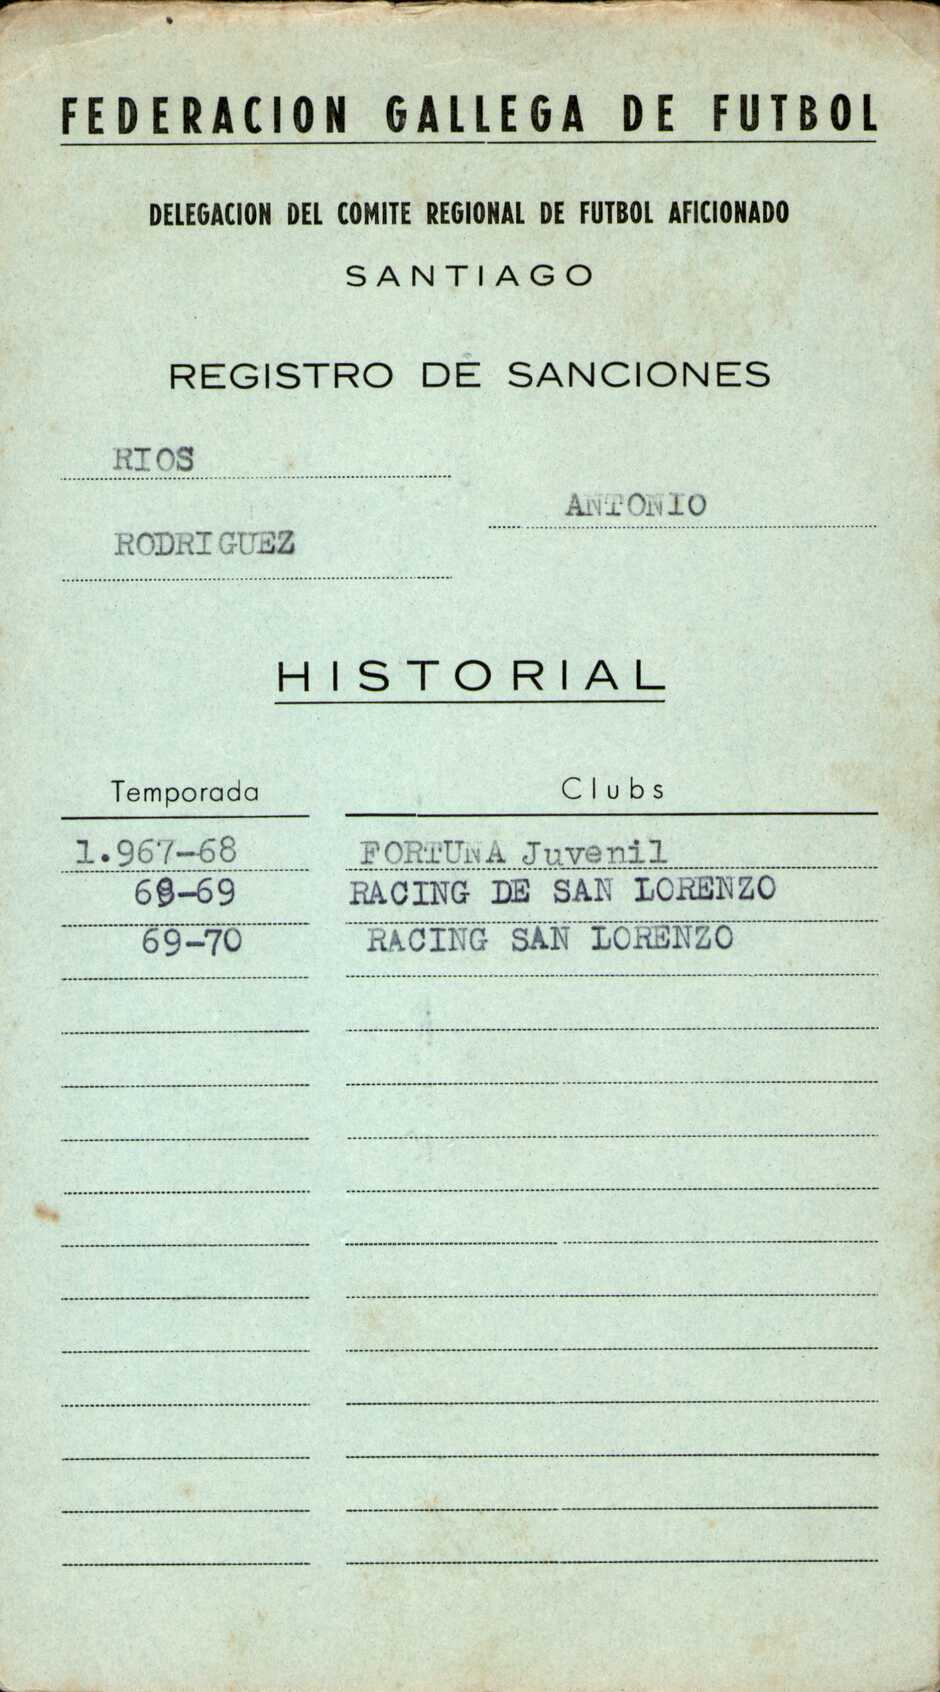 FEDERACION GALLEGA DE FUTBOL
DELEGACION DEL COMITE REGIONAL DE FUTBOL AFICIONADO
SANTIAGO
REGISTRO DE SANCIONES
RIOS
ANTONIO
RODRIGUEZ
HISTORIAL
Temporada Clubs
1.967-68 FORTUNA Juvenil
68-69 RACING DE SAN LORENZO
69-70 RACING SAN LORENZO